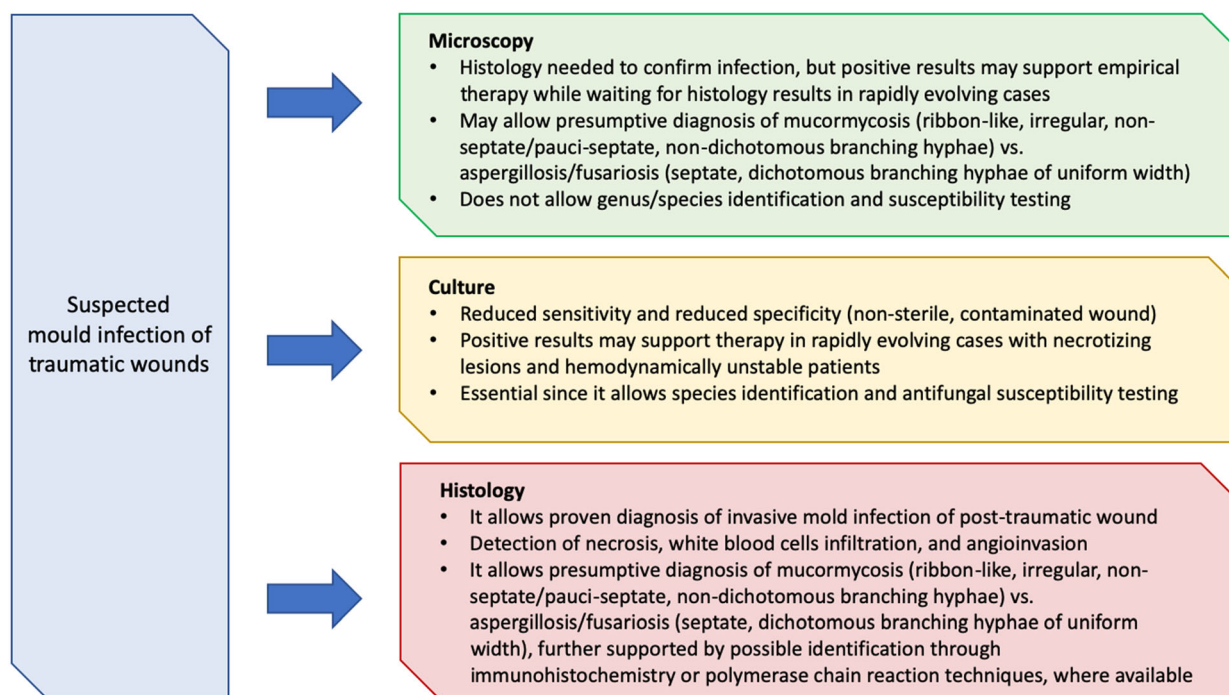 Suspected
mould infection of
traumatic wounds
Microscopy
• Histology needed to confirm infection, but positive results may support empirical
therapy while waiting for histology results in rapidly evolving cases
• May allow presumptive diagnosis of mucormycosis (ribbon-like, irregular, non-
septate/pauci-septate, non-dichotomous branching hyphae) vs.
aspergillosis/fusariosis (septate, dichotomous branching hyphae of uniform width)
• Does not allow genus/species identification and susceptibility testing
Culture
• Reduced sensitivity and reduced specificity (non-sterile, contaminated wound)
• Positive results may support therapy in rapidly evolving cases with necrotizing
lesions and hemodynamically unstable patients
• Essential since it allows species identification and antifungal susceptibility testing
Histology
• It allows proven diagnosis of invasive mold infection of post-traumatic wound
• Detection of necrosis, white blood cells infiltration, and angioinvasion
• It allows presumptive diagnosis of mucormycosis (ribbon-like, irregular, non-
septate/pauci-septate, non-dichotomous branching hyphae) vs.
aspergillosis/fusariosis (septate, dichotomous branching hyphae of uniform
width), further supported by possible identification through
immunohistochemistry or polymerase chain reaction techniques, where available